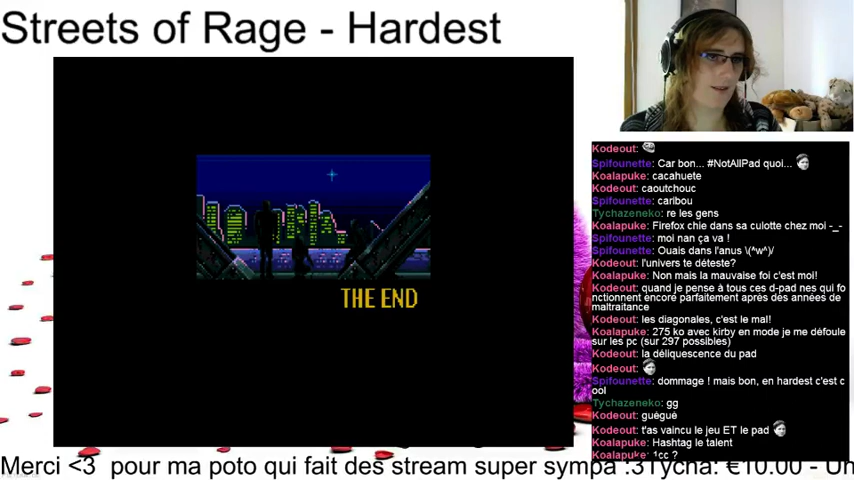 Streets of Rage - Hardest
THE END
Kodeout:
Spifounette: Car bon... #NotAllPad quoi...
Koalapuke: cacahuete
Kodeout: caoutchouc
Spifounette: caribou
Tychazeneko: re les gens
Koalapuke: Firefox chie dans sa culotte chez moi -_-
Spifounette: moi nan ça va !
Spifounette: Ouais dans l'anus \(^w^)/
Kodeout: l'univers te déteste?
Koalapuke: Non mais la mauvaise foi c'est moi!
Kodeout: quand je pense à tous ces d-pad nes qui fo
nctionnent encore parfaitement après des années de
maltraitance
Kodeout: les diagonales, c'est le mal!
Koalapuke: 275 ko avec kirby en mode je me défoule
sur les pc (sur 297 possibles)
Kodeout: la déliquescence du pad
Kodeout:
Spifounette: dommage ! mais bon, en hardest c'est c
ool
Tychazeneko: gg
Kodeout: guégué
Kodeout: t'as vaincu le jeu ET le pad
Koalapuke: Hashtag le talent
Koalapuke: 1cc ?
Merci <3 pour ma poto qui fait des stream super sympa :3Tycha: €10.00 - Un